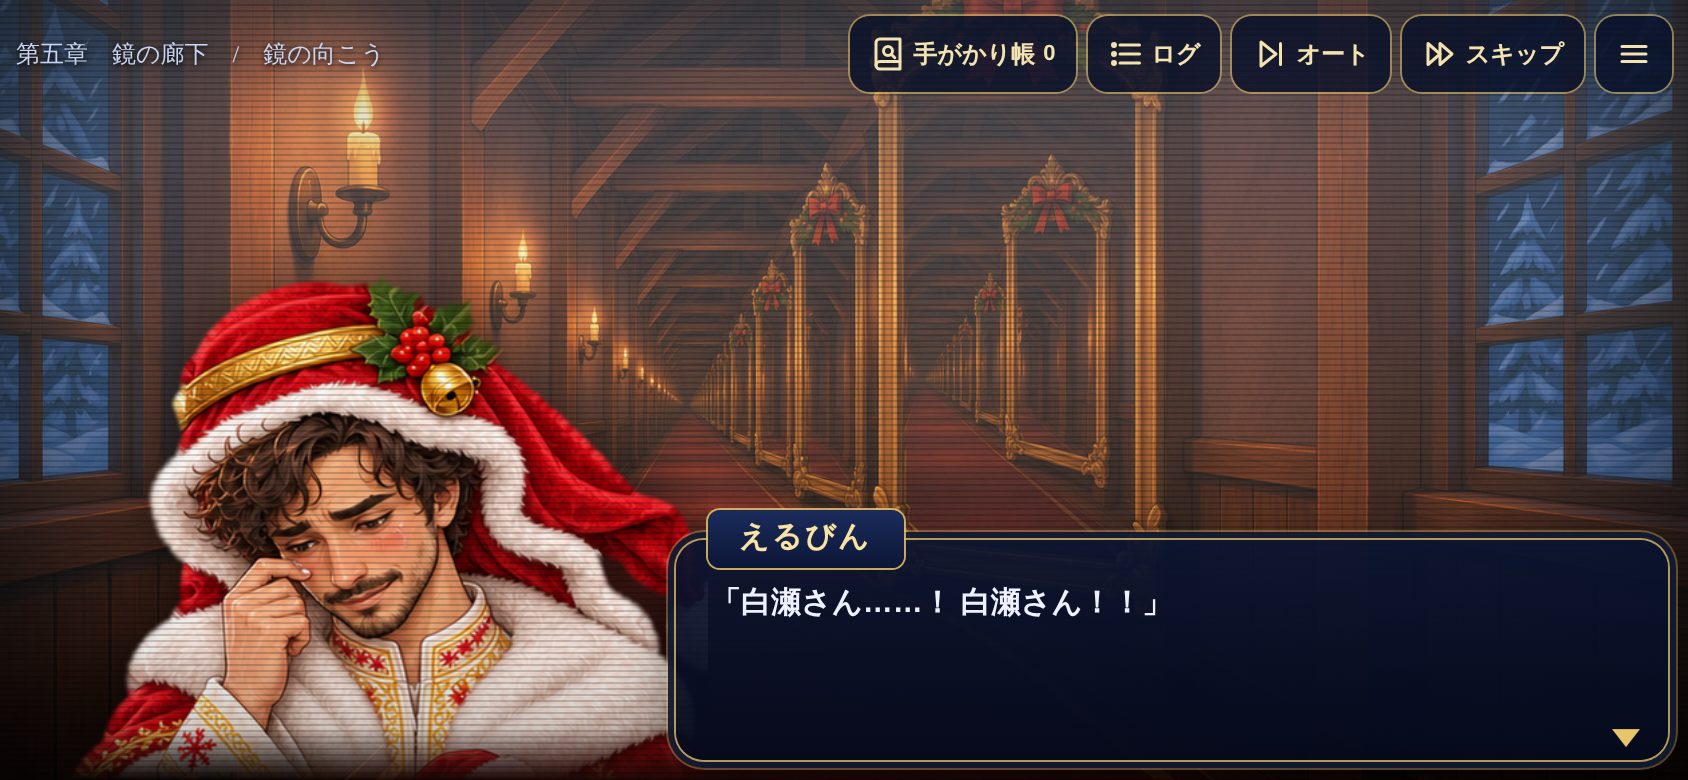 第五章 鏡の廊下 / 鏡の向こう
手がかり帳 0
ログ
オート
スキップ
えるびん
「白瀬さん……！ 白瀬さん！！」